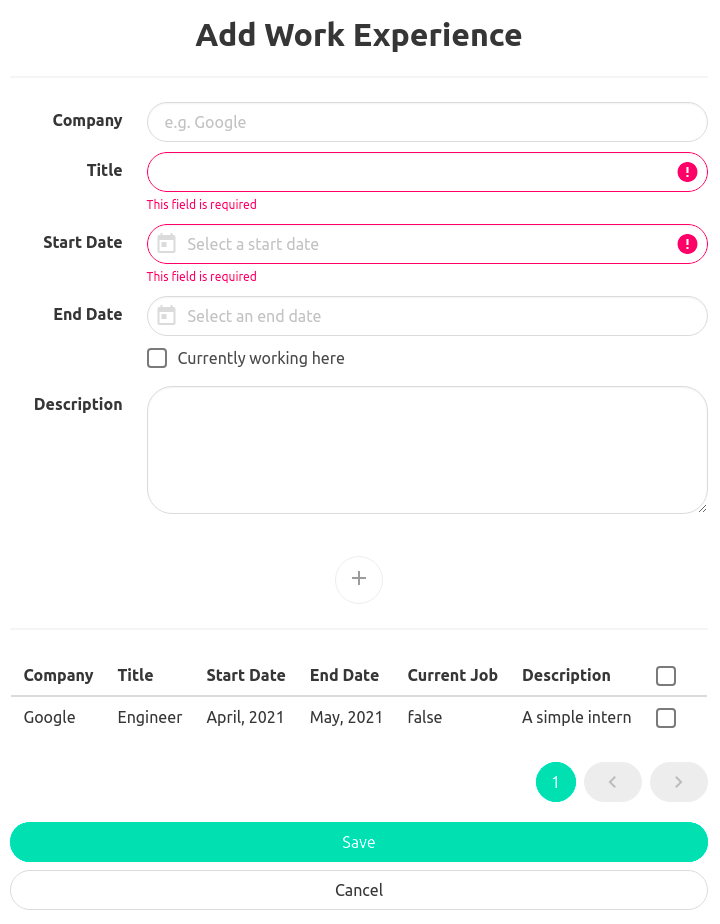 Add Work Experience
Company
e.g. Google
Title
This field is required
Start Date
Select a start date
This field is required
End Date
Select an end date
Currently working here
Description
Company Title Start Date End Date Current Job Description
Google Engineer April, 2021 May, 2021 false A simple intern
1
Save
Cancel